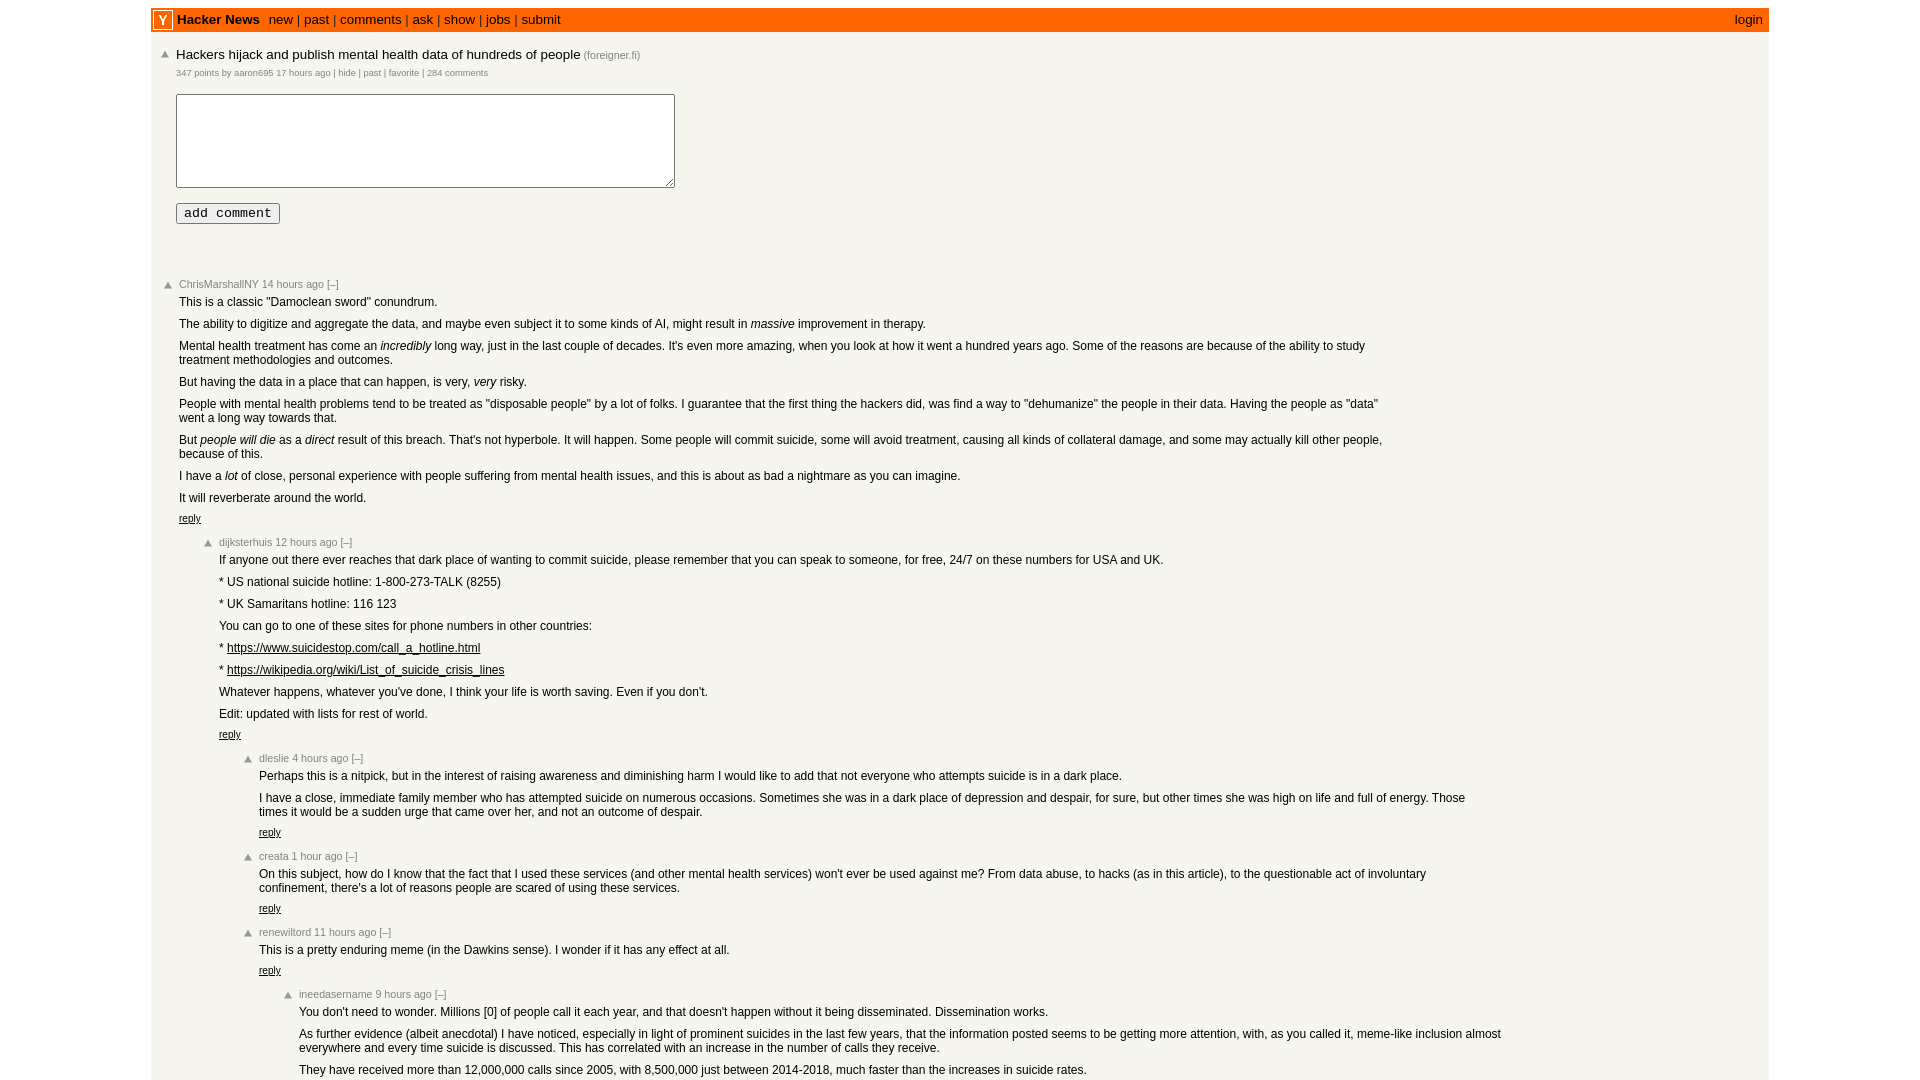 Y Hacker News new | past | comments | ask | show | jobs | submit login
Hackers hijack and publish mental health data of hundreds of people (foreigner.fi)
347 points by aaron695 17 hours ago | hide | past | favorite | 284 comments
add comment
ChrisMarshallNY 14 hours ago [–]
This is a classic "Damoclean sword" conundrum.
The ability to digitize and aggregate the data, and maybe even subject it to some kinds of AI, might result in massive improvement in therapy.
Mental health treatment has come an incredibly long way, just in the last couple of decades. It's even more amazing, when you look at how it went a hundred years ago. Some of the reasons are because of the ability to study
treatment methodologies and outcomes.
But having the data in a place that can happen, is very, very risky.
People with mental health problems tend to be treated as "disposable people" by a lot of folks. I guarantee that the first thing the hackers did, was find a way to "dehumanize" the people in their data. Having the people as "data"
went a long way towards that.
But people will die as a direct result of this breach. That's not hyperbole. It will happen. Some people will commit suicide, some will avoid treatment, causing all kinds of collateral damage, and some may actually kill other people,
because of this.
I have a lot of close, personal experience with people suffering from mental health issues, and this is about as bad a nightmare as you can imagine.
It will reverberate around the world.
reply
dijksterhuis 12 hours ago [–]
If anyone out there ever reaches that dark place of wanting to commit suicide, please remember that you can speak to someone, for free, 24/7 on these numbers for USA and UK.
* US national suicide hotline: 1-800-273-TALK (8255)
* UK Samaritans hotline: 116 123
You can go to one of these sites for phone numbers in other countries:
* https://www.suicidestop.com/call_a_hotline.html
* https://wikipedia.org/wiki/List_of_suicide_crisis_lines
Whatever happens, whatever you've done, I think your life is worth saving. Even if you don't.
Edit: updated with lists for rest of world.
reply
dleslie 4 hours ago [–]
Perhaps this is a nitpick, but in the interest of raising awareness and diminishing harm I would like to add that not everyone who attempts suicide is in a dark place.
I have a close, immediate family member who has attempted suicide on numerous occasions. Sometimes she was in a dark place of depression and despair, for sure, but other times she was high on life and full of energy. Those
times it would be a sudden urge that came over her, and not an outcome of despair.
reply
creata 1 hour ago [–]
On this subject, how do I know that the fact that I used these services (and other mental health services) won't ever be used against me? From data abuse, to hacks (as in this article), to the questionable act of involuntary
confinement, there's a lot of reasons people are scared of using these services.
reply
renewiltord 11 hours ago [–]
This is a pretty enduring meme (in the Dawkins sense). I wonder if it has any effect at all.
reply
ineedasername 9 hours ago [–]
You don't need to wonder. Millions [0] of people call it each year, and that doesn't happen without it being disseminated. Dissemination works.
As further evidence (albeit anecdotal) I have noticed, especially in light of prominent suicides in the last few years, that the information posted seems to be getting more attention, with, as you called it, meme-like inclusion almost
everywhere and every time suicide is discussed. This has correlated with an increase in the number of calls they receive.
They have received more than 12,000,000 calls since 2005, with 8,500,000 just between 2014-2018, much faster than the increases in suicide rates.